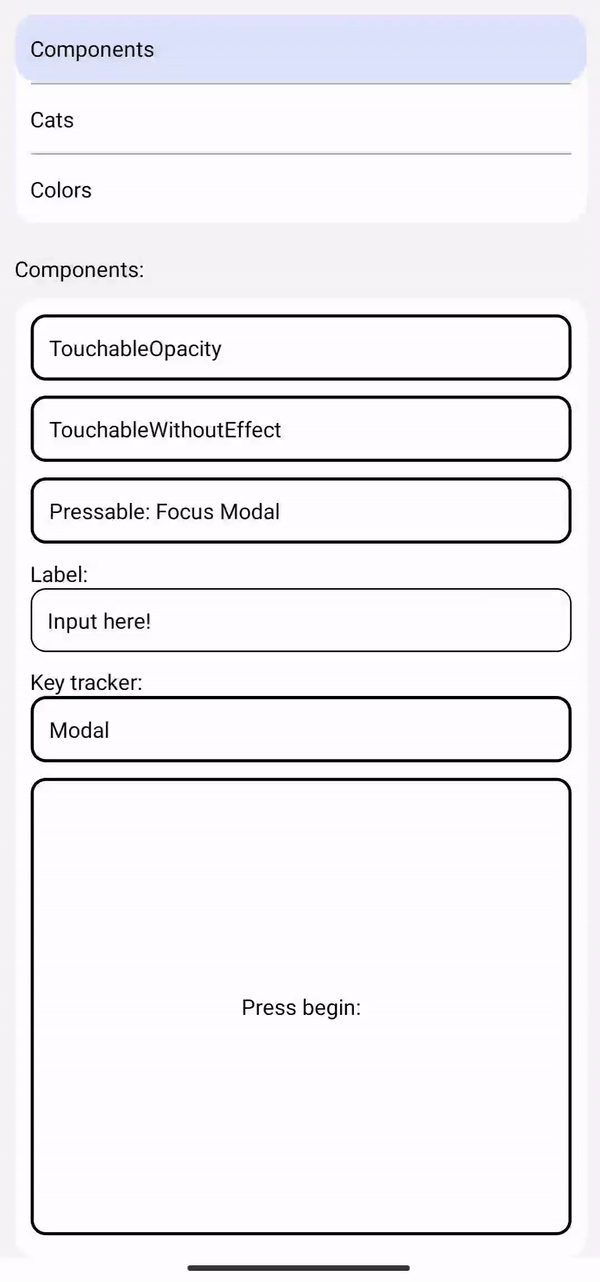 Components
Cats
Colors
Components:
TouchableOpacity
TouchableWithoutEffect
Pressable: Focus Modal
Label:
Input here!
Key tracker:
Modal
Press begin: